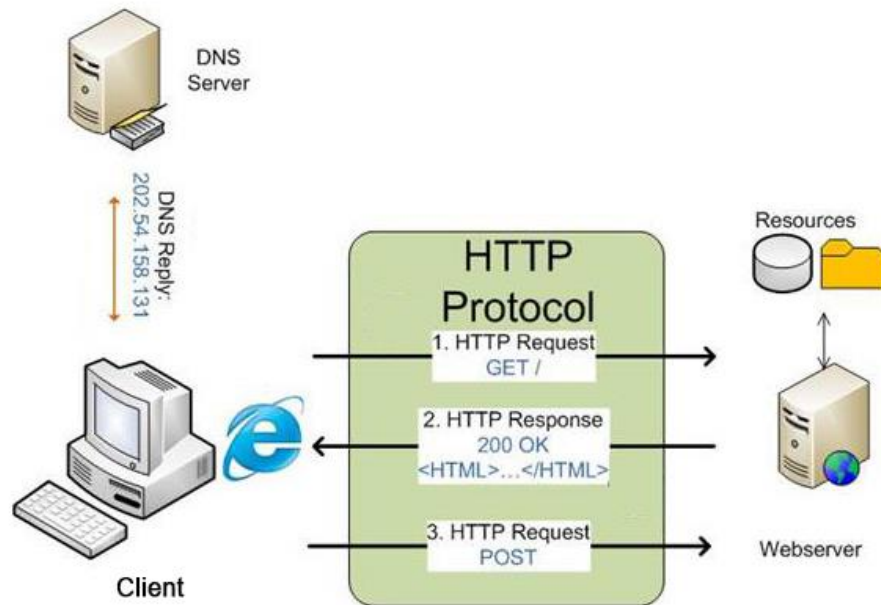 DNS
Server
DNS Reply:
202.54.158.131
HTTP
Protocol
1. HTTP Request
GET /
2. HTTP Response
200 OK
<HTML>...</HTML>
3. HTTP Request
POST
Resources
Webserver
Client